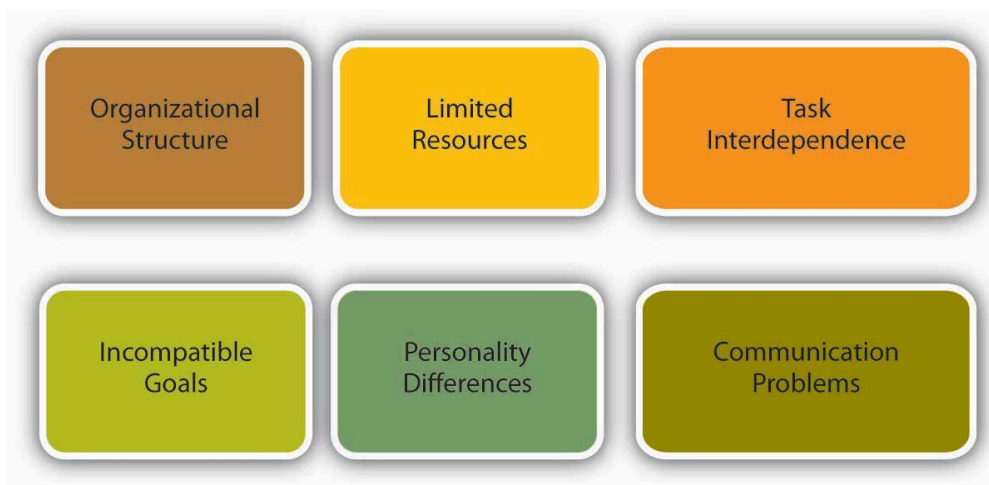 Organizational
Structure
Limited
Resources
Task
Interdependence
Incompatible
Goals
Personality
Differences
Communication
Problems